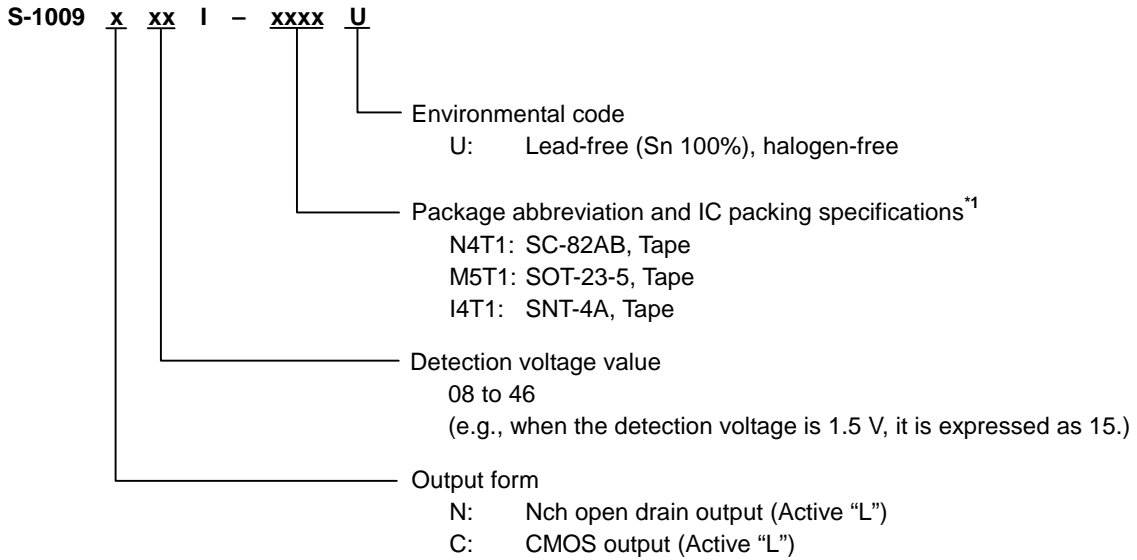 S-1009 x xx I – xxxx U
Environmental code
U: Lead-free (Sn 100%), halogen-free
Package abbreviation and IC packing specifications*1
N4T1: SC-82AB, Tape
M5T1: SOT-23-5, Tape
I4T1: SNT-4A, Tape
Detection voltage value
08 to 46
(e.g., when the detection voltage is 1.5 V, it is expressed as 15.)
Output form
N: Nch open drain output (Active “L”)
C: CMOS output (Active “L”)